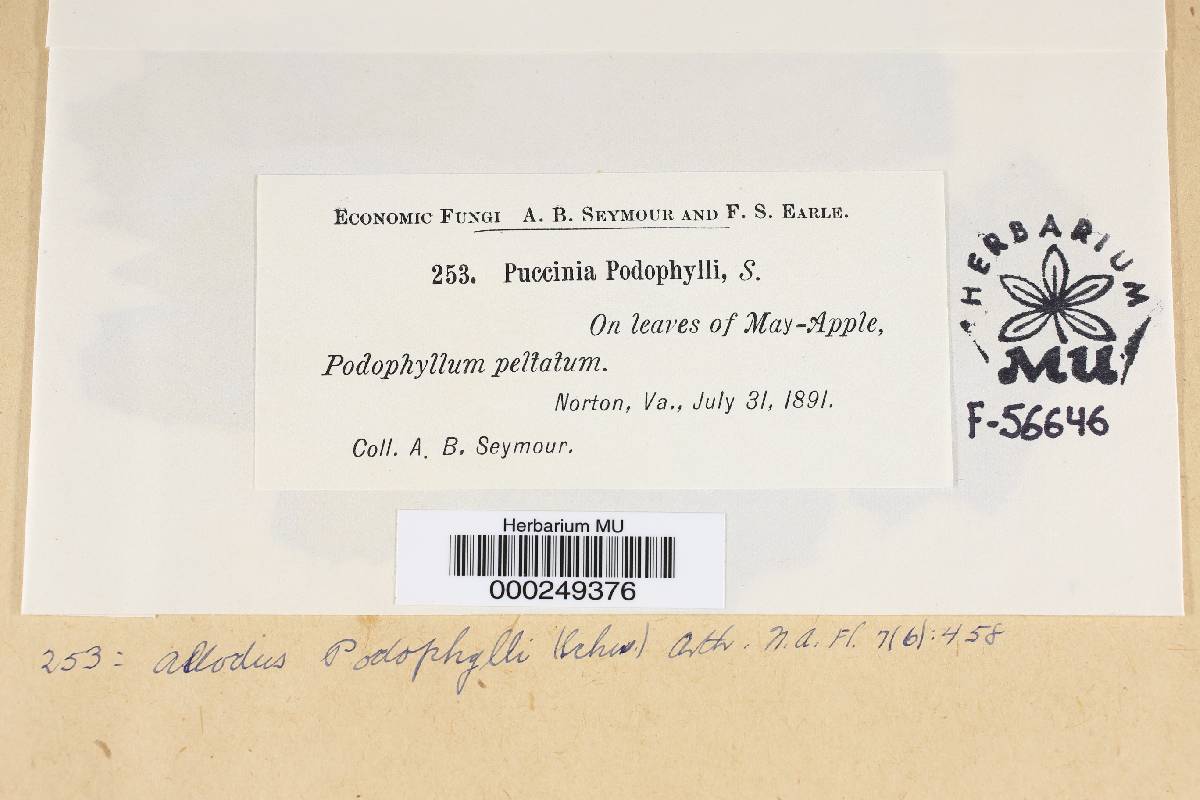 ECONOMIC FUNGI A. B. SEYMOUR AND F. S. EARLE.
253. Puccinia Podophylli, S.
On leaves of May-Apple,
Podophyllum peltatum.
Norton, Va., July 31, 1891.
Coll. A. B. Seymour.
HERBARIUM
MU
F-56646
Herbarium MU
000249376
253: Allodus Podophylli (Schw.) Arth. N.A. Fl. 7(6):458